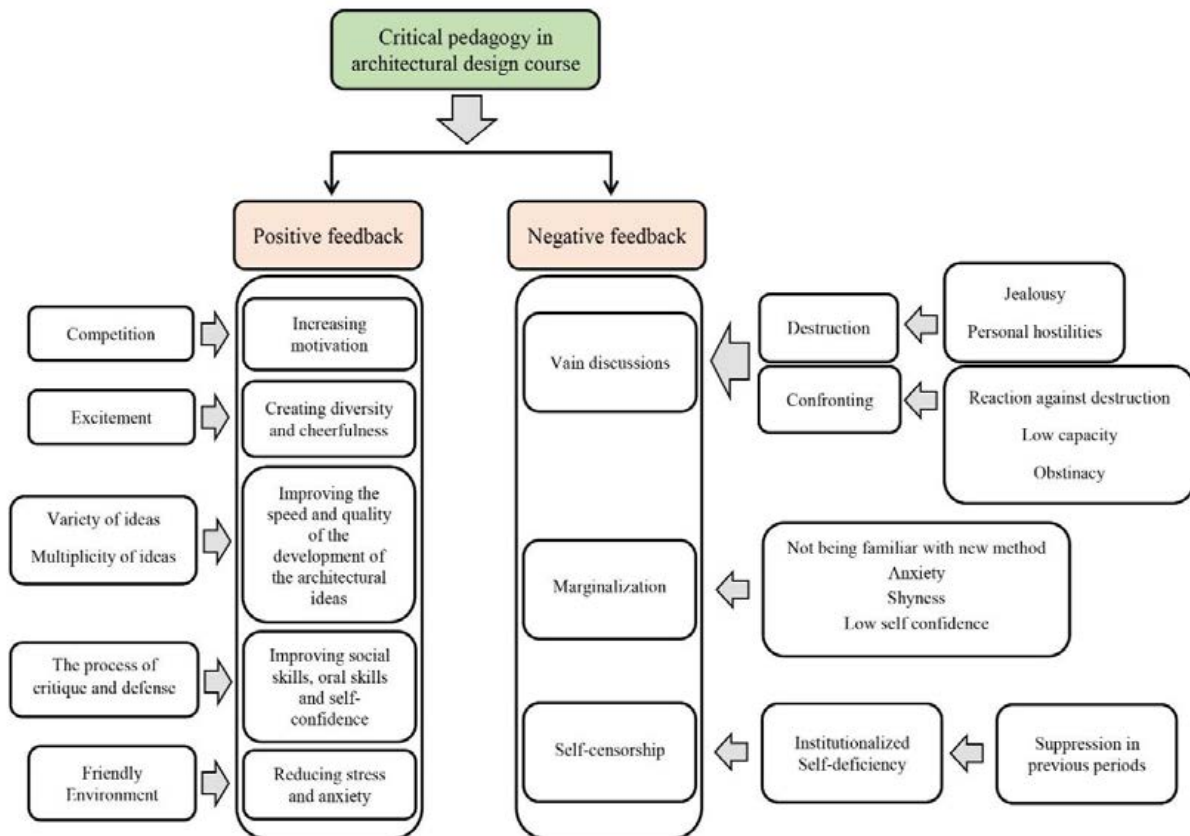 Critical pedagogy in
architectural design course
Positive feedback
Negative feedback
Competition
Increasing
motivation
Excitement
Creating diversity
and cheerfulness
Variety of ideas
Multiplicity of ideas
Improving the
speed and quality
of the
development of
the architectural
ideas
The process of
critique and defense
Improving social
skills, oral skills
and self-
confidence
Friendly
Environment
Reducing stress
and anxiety
Vain discussions
Destruction
Jealousy
Personal hostilities
Confronting
Reaction against destruction
Low capacity
Obstinacy
Marginalization
Not being familiar with new method
Anxiety
Shyness
Low self confidence
Self-censorship
Institutionalized
Self-deficiency
Suppression in
previous periods